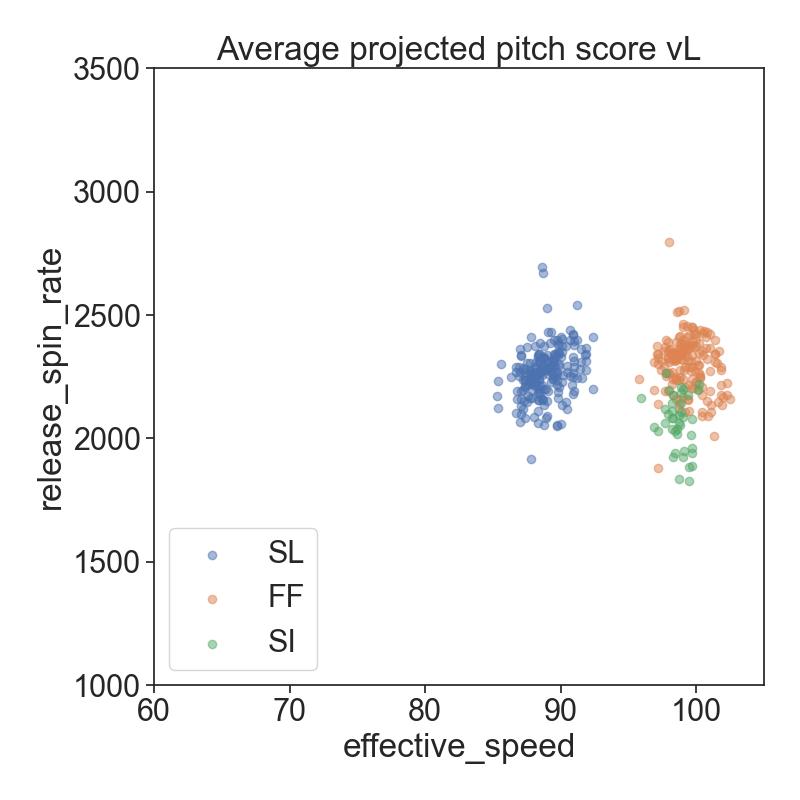 Average projected pitch score vL
3500
3000
2500
2000
1500
1000
release_spin_rate
SL
FF
SI
60 70 80 90 100
effective_speed